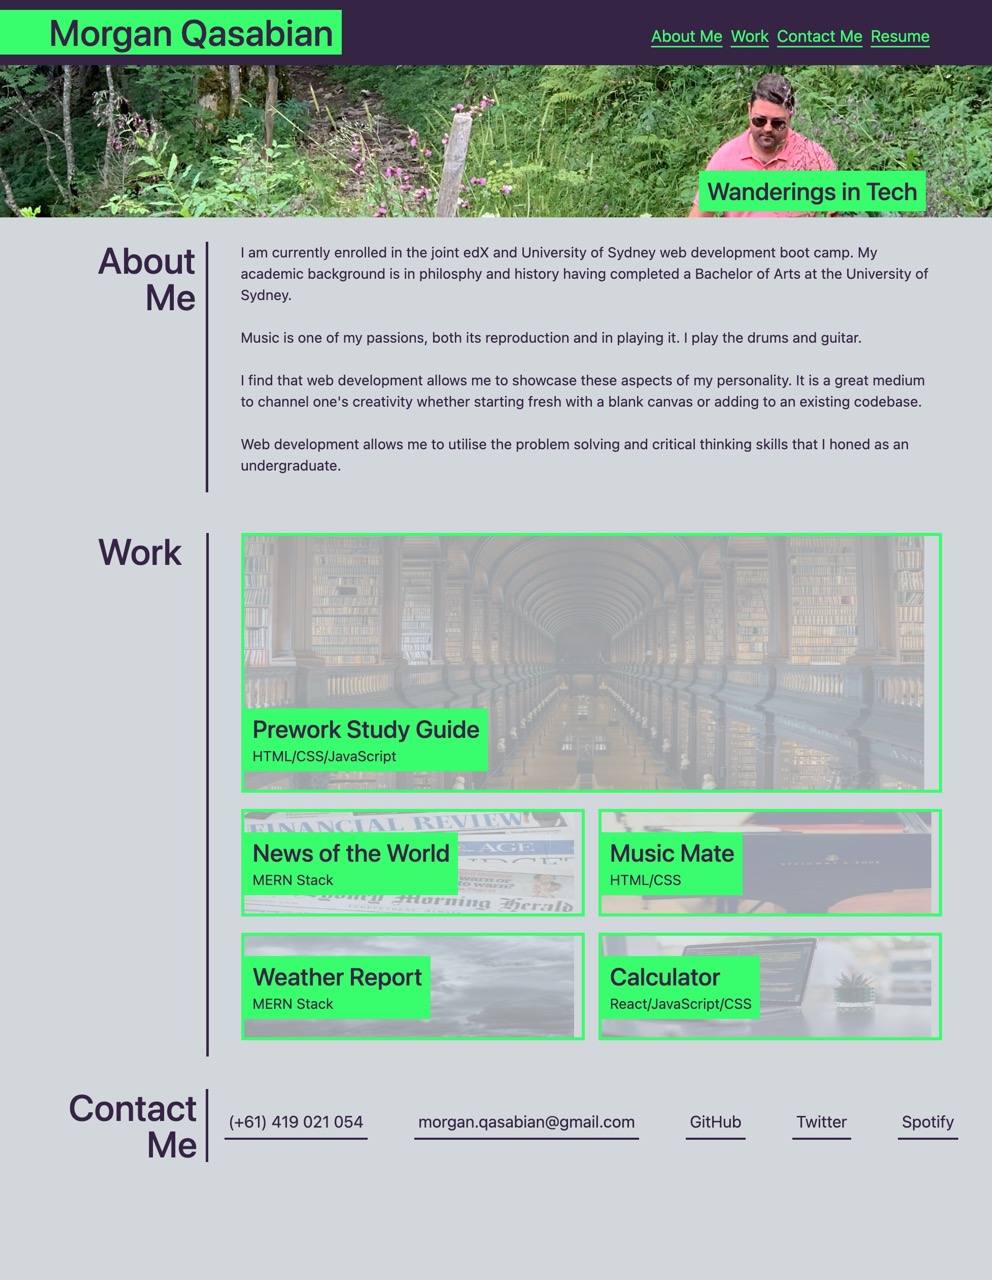 Morgan Qasabian
About Me Work Contact Me Resume
Wanderings in Tech
About
Me
I am currently enrolled in the joint edX and University of Sydney web development boot camp. My
academic background is in philosphy and history having completed a Bachelor of Arts at the University of
Sydney.
Music is one of my passions, both its reproduction and in playing it. I play the drums and guitar.
I find that web development allows me to showcase these aspects of my personality. It is a great medium
to channel one's creativity whether starting fresh with a blank canvas or adding to an existing codebase.
Web development allows me to utilise the problem solving and critical thinking skills that I honed as an
undergraduate.
Work
Prework Study Guide
HTML/CSS/JavaScript
FINANCIAL REVIEW
AGE
News of the World
MERN Stack
warn or
to warn?
Morning Herald
Music Mate
HTML/CSS
Weather Report
MERN Stack
Calculator
React/JavaScript/CSS
Contact
Me
(+61) 419 021 054
morgan.qasabian@gmail.com
GitHub
Twitter
Spotify